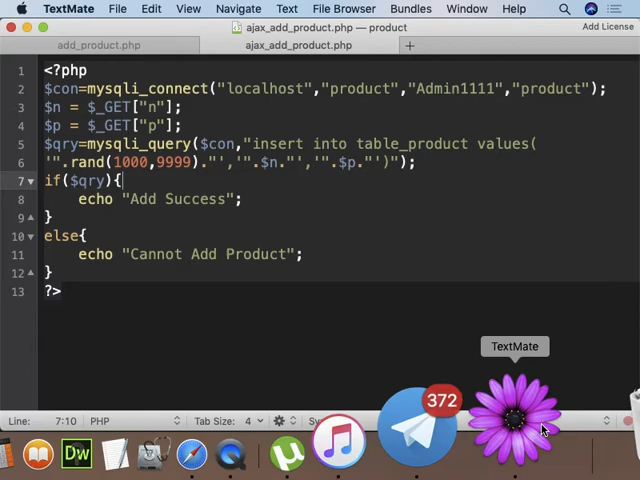 TextMate File Edit View Navigate Text File Browser Bundles Window Help
ajax_add_product.php — product
Add License
add_product.php
ajax_add_product.php
1 <?php
2 $con=mysqli_connect("localhost","product","Admin1111","product");
3 $n = $_GET["n"];
4 $p = $_GET["p"];
5 $qry=mysqli_query($con,"insert into table_product values(
6 '".rand(1000,9999)."','".$n."','".$p."')");
7 if($qry){
8 echo "Add Success";
9 }
10 else{
11 echo "Cannot Add Product";
12 }
13 ?>
TextMate
372
Line: 7:10 PHP Tab Size: 4
Dw